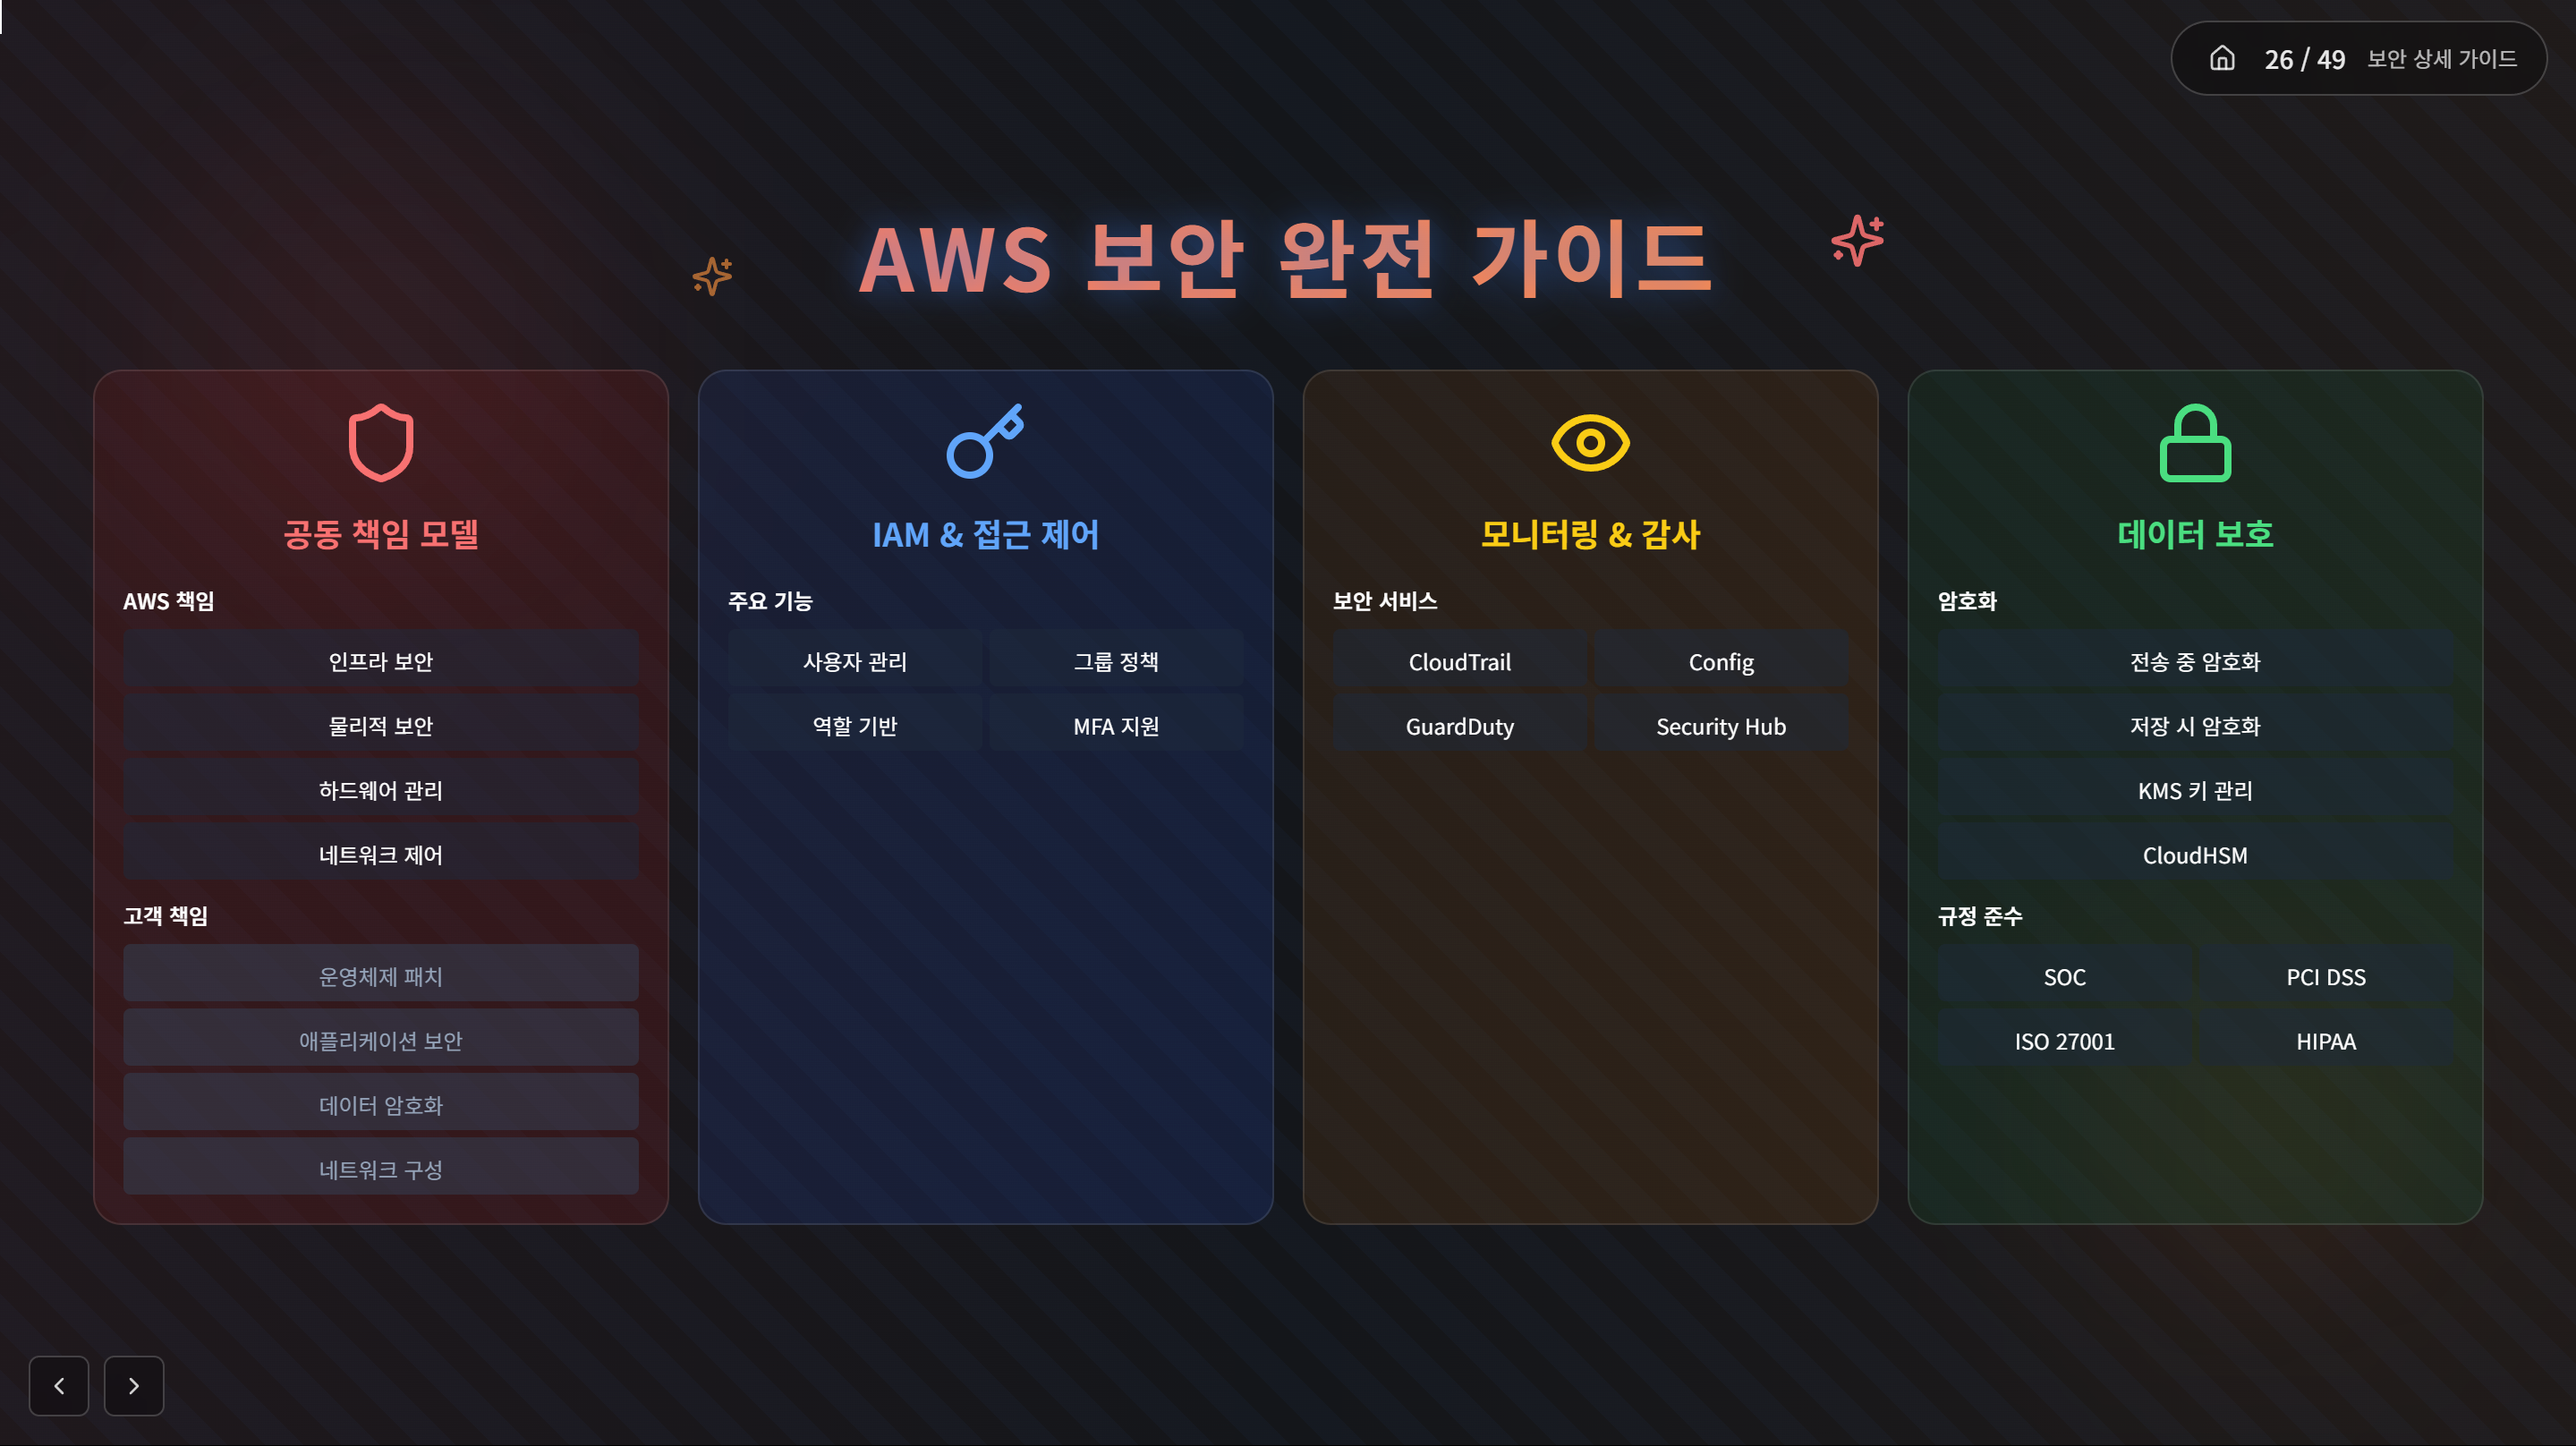 26 / 49 보안 상세 가이드
AWS 보안 완전 가이드
공동 책임 모델
AWS 책임
인프라 보안
물리적 보안
하드웨어 관리
네트워크 제어
고객 책임
운영체제 패치
애플리케이션 보안
데이터 암호화
네트워크 구성
IAM & 접근 제어
주요 기능
사용자 관리
그룹 정책
역할 기반
MFA 지원
모니터링 & 감사
보안 서비스
CloudTrail
Config
GuardDuty
Security Hub
데이터 보호
암호화
전송 중 암호화
저장 시 암호화
KMS 키 관리
CloudHSM
규정 준수
SOC
PCI DSS
ISO 27001
HIPAA